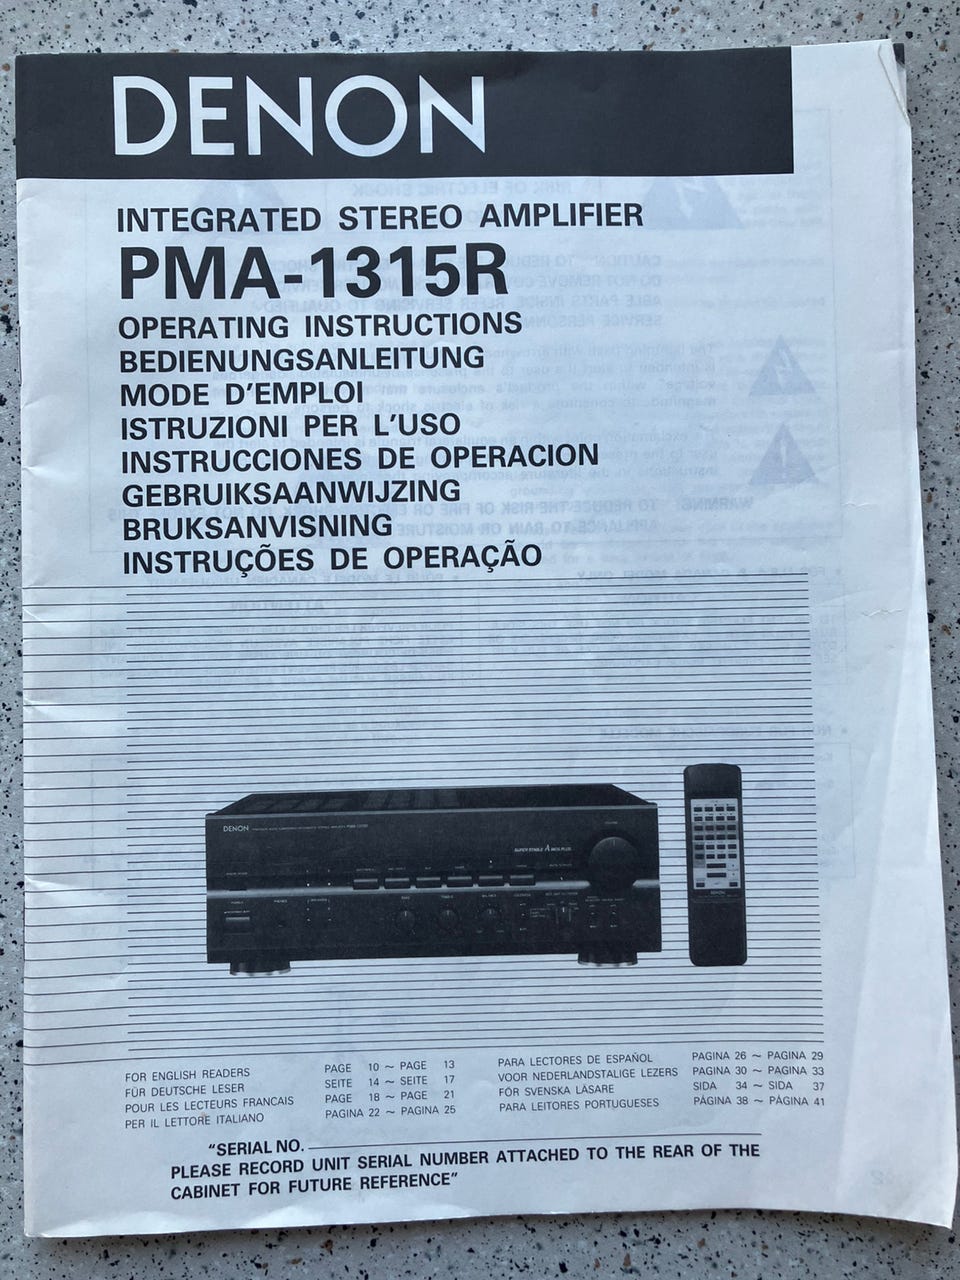 DENON
INTEGRATED STEREO AMPLIFIER
PMA-1315R
OPERATING INSTRUCTIONS
BEDIENUNGSANLEITUNG
MODE D'EMPLOI
ISTRUZIONI PER L'USO
INSTRUCCIONES DE OPERACION
GEBRUIKSAANWIJZING
BRUKSANVISNING
INSTRUÇÕES DE OPERAÇÃO
DENON
SUPER OPTICAL CLASS A
DENON
FOR ENGLISH READERS PAGE 10 ~ PAGE 13
FÜR DEUTSCHE LESER SEITE 14 ~ SEITE 17
POUR LES LECTEURS FRANCAIS PAGE 18 ~ PAGE 21
PER IL LETTORE ITALIANO PAGINA 22 ~ PAGINA 25
PARA LECTORES DE ESPAÑOL PAGINA 26 ~ PAGINA 29
VOOR NEDERLANDSTALIGE LEZERS PAGINA 30 ~ PAGINA 33
FÖR SVENSKA LÄSARE SIDA 34 ~ SIDA 37
PARA LEITORES PORTUGUESES PÁGINA 38 ~ PÁGINA 41
"SERIAL NO.
PLEASE RECORD UNIT SERIAL NUMBER ATTACHED TO THE REAR OF THE
CABINET FOR FUTURE REFERENCE"